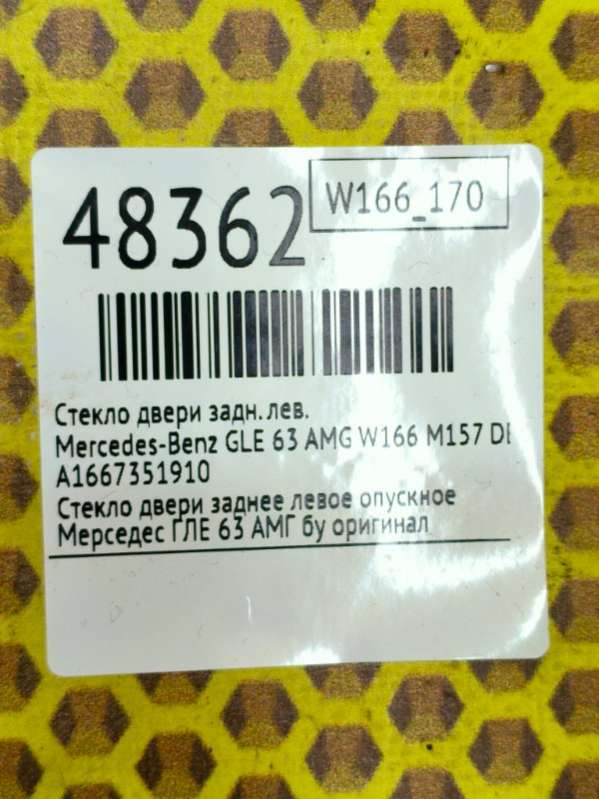 48362
W166_170
Стекло двери задн. лев.
Mercedes-Benz GLE 63 AMG W166 M157 DE
A1667351910
Стекло двери заднее левое опускное
Мерседес ГЛЕ 63 АМГ бу оригинал